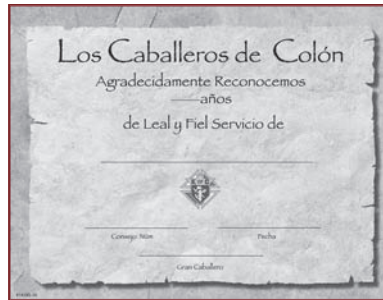 Los Caballeros de Colón
Agradecidamente Reconocemos
años
de Leal y Fiel Servicio de
Consejo Núm Fecha
Gran Caballero